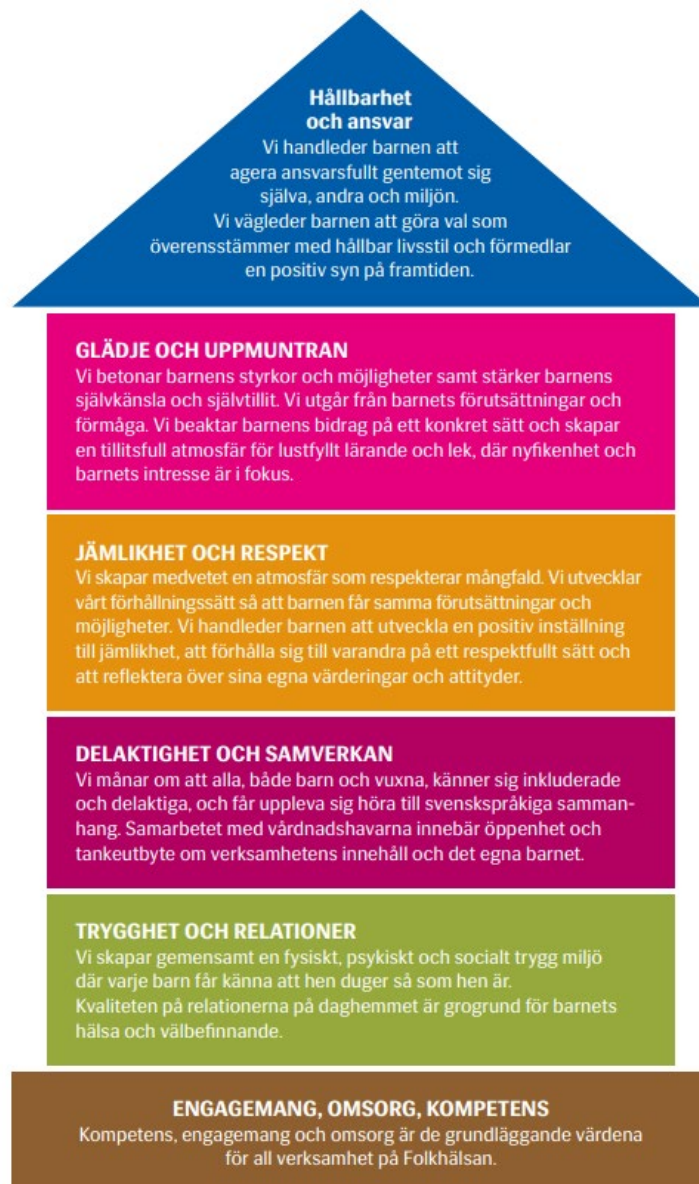 Hållbarhet
och ansvar
Vi handleder barnen att
agera ansvarsfullt gentemot sig
själva, andra och miljön.
Vi vägleder barnen att göra val som
överensstämmer med hållbar livsstil och förmedlar
en positiv syn på framtiden.
GLÄDJE OCH UPPMUNTRAN
Vi betonar barnens styrkor och möjligheter samt stärker barnens
självkänsla och självtillit. Vi utgår från barnets förutsättningar och
förmåga. Vi beaktar barnens bidrag på ett konkret sätt och skapar
en tillitsfull atmosfär för lustfyllt lärande och lek, där nyfikenhet och
barnets intresse är i fokus.
JÄMLIKHET OCH RESPEKT
Vi skapar medvetet en atmosfär som respekterar mångfald. Vi utvecklar
vårt förhållningssätt så att barnen får samma förutsättningar och
möjligheter. Vi handleder barnen att utveckla en positiv inställning
till jämlikhet, att förhålla sig till varandra på ett respektfullt sätt och
att reflektera över sina egna värderingar och attityder.
DELAKTIGHET OCH SAMVERKAN
Vi månar om att alla, både barn och vuxna, känner sig inkluderade
och delaktiga, och får uppleva sig höra till svenskspråkiga samman-
hang. Samarbetet med vårdnadshavarna innebär öppenhet och
tankeutbyte om verksamhetens innehåll och det egna barnet.
TRYGGHET OCH RELATIONER
Vi skapar gemensamt en fysiskt, psykiskt och socialt trygg miljö
där varje barn får känna att hen duger så som hen är.
Kvaliteten på relationerna på daghemmet är grogrund för barnets
hälsa och välbefinnande.
ENGAGEMANG, OMSORG, KOMPETENS
Kompetens, engagemang och omsorg är de grundläggande värdena
för all verksamhet på Folkhälsan.